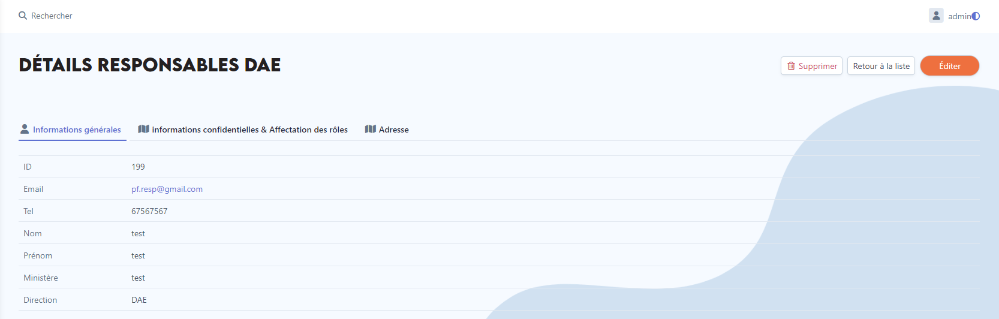 Rechercher
admin
DÉTAILS RESPONSABLES DAE
Supprimer
Retour à la liste
Éditer
Informations générales
informations confidentielles & Affectation des rôles
Adresse
ID 199
Email pf.resp@gmail.com
Tel 67567567
Nom test
Prénom test
Ministère test
Direction DAE